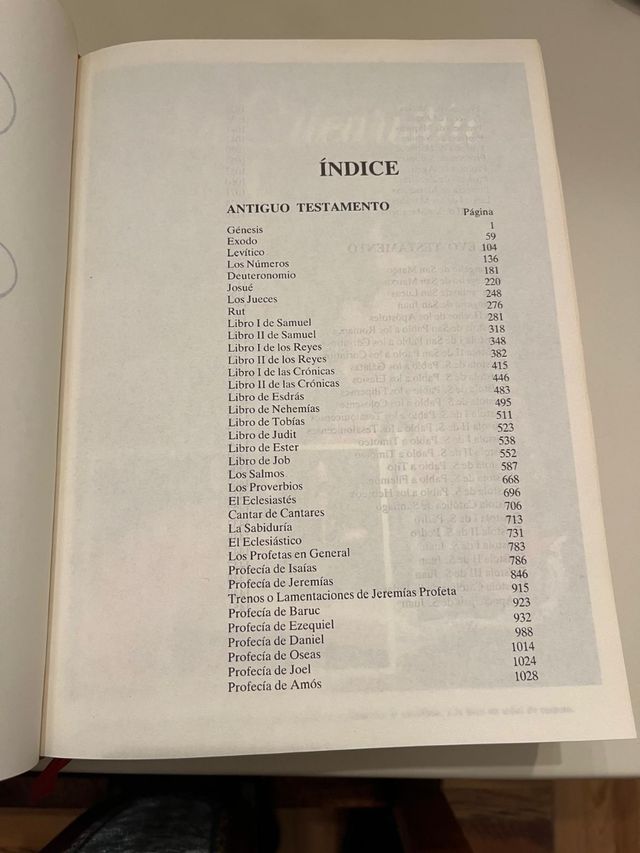 ÍNDICE
ANTIGUO TESTAMENTO Página
Génesis 1
Exodo 59
Levítico 104
Los Números 136
Deuteronomio 181
Josué 220
Los Jueces 248
Rut 276
Libro I de Samuel 281
Libro II de Samuel 318
Libro I de los Reyes 348
Libro II de los Reyes 382
Libro I de las Crónicas 415
Libro II de las Crónicas 446
Libro de Esdrás 483
Libro de Nehemías 495
Libro de Tobías 511
Libro de Judit 523
Libro de Ester 538
Libro de Job 552
Los Salmos 587
Los Proverbios 668
El Eclesiastés 696
Cantar de Cantares 706
La Sabiduría 713
El Eclesiástico 731
Los Profetas en General 783
Profecía de Isaías 786
Profecía de Jeremías 846
Trenos o Lamentaciones de Jeremías Profeta 915
Profecía de Baruc 923
Profecía de Ezequiel 932
Profecía de Daniel 988
Profecía de Oseas 1014
Profecía de Joel 1024
Profecía de Amós 1028